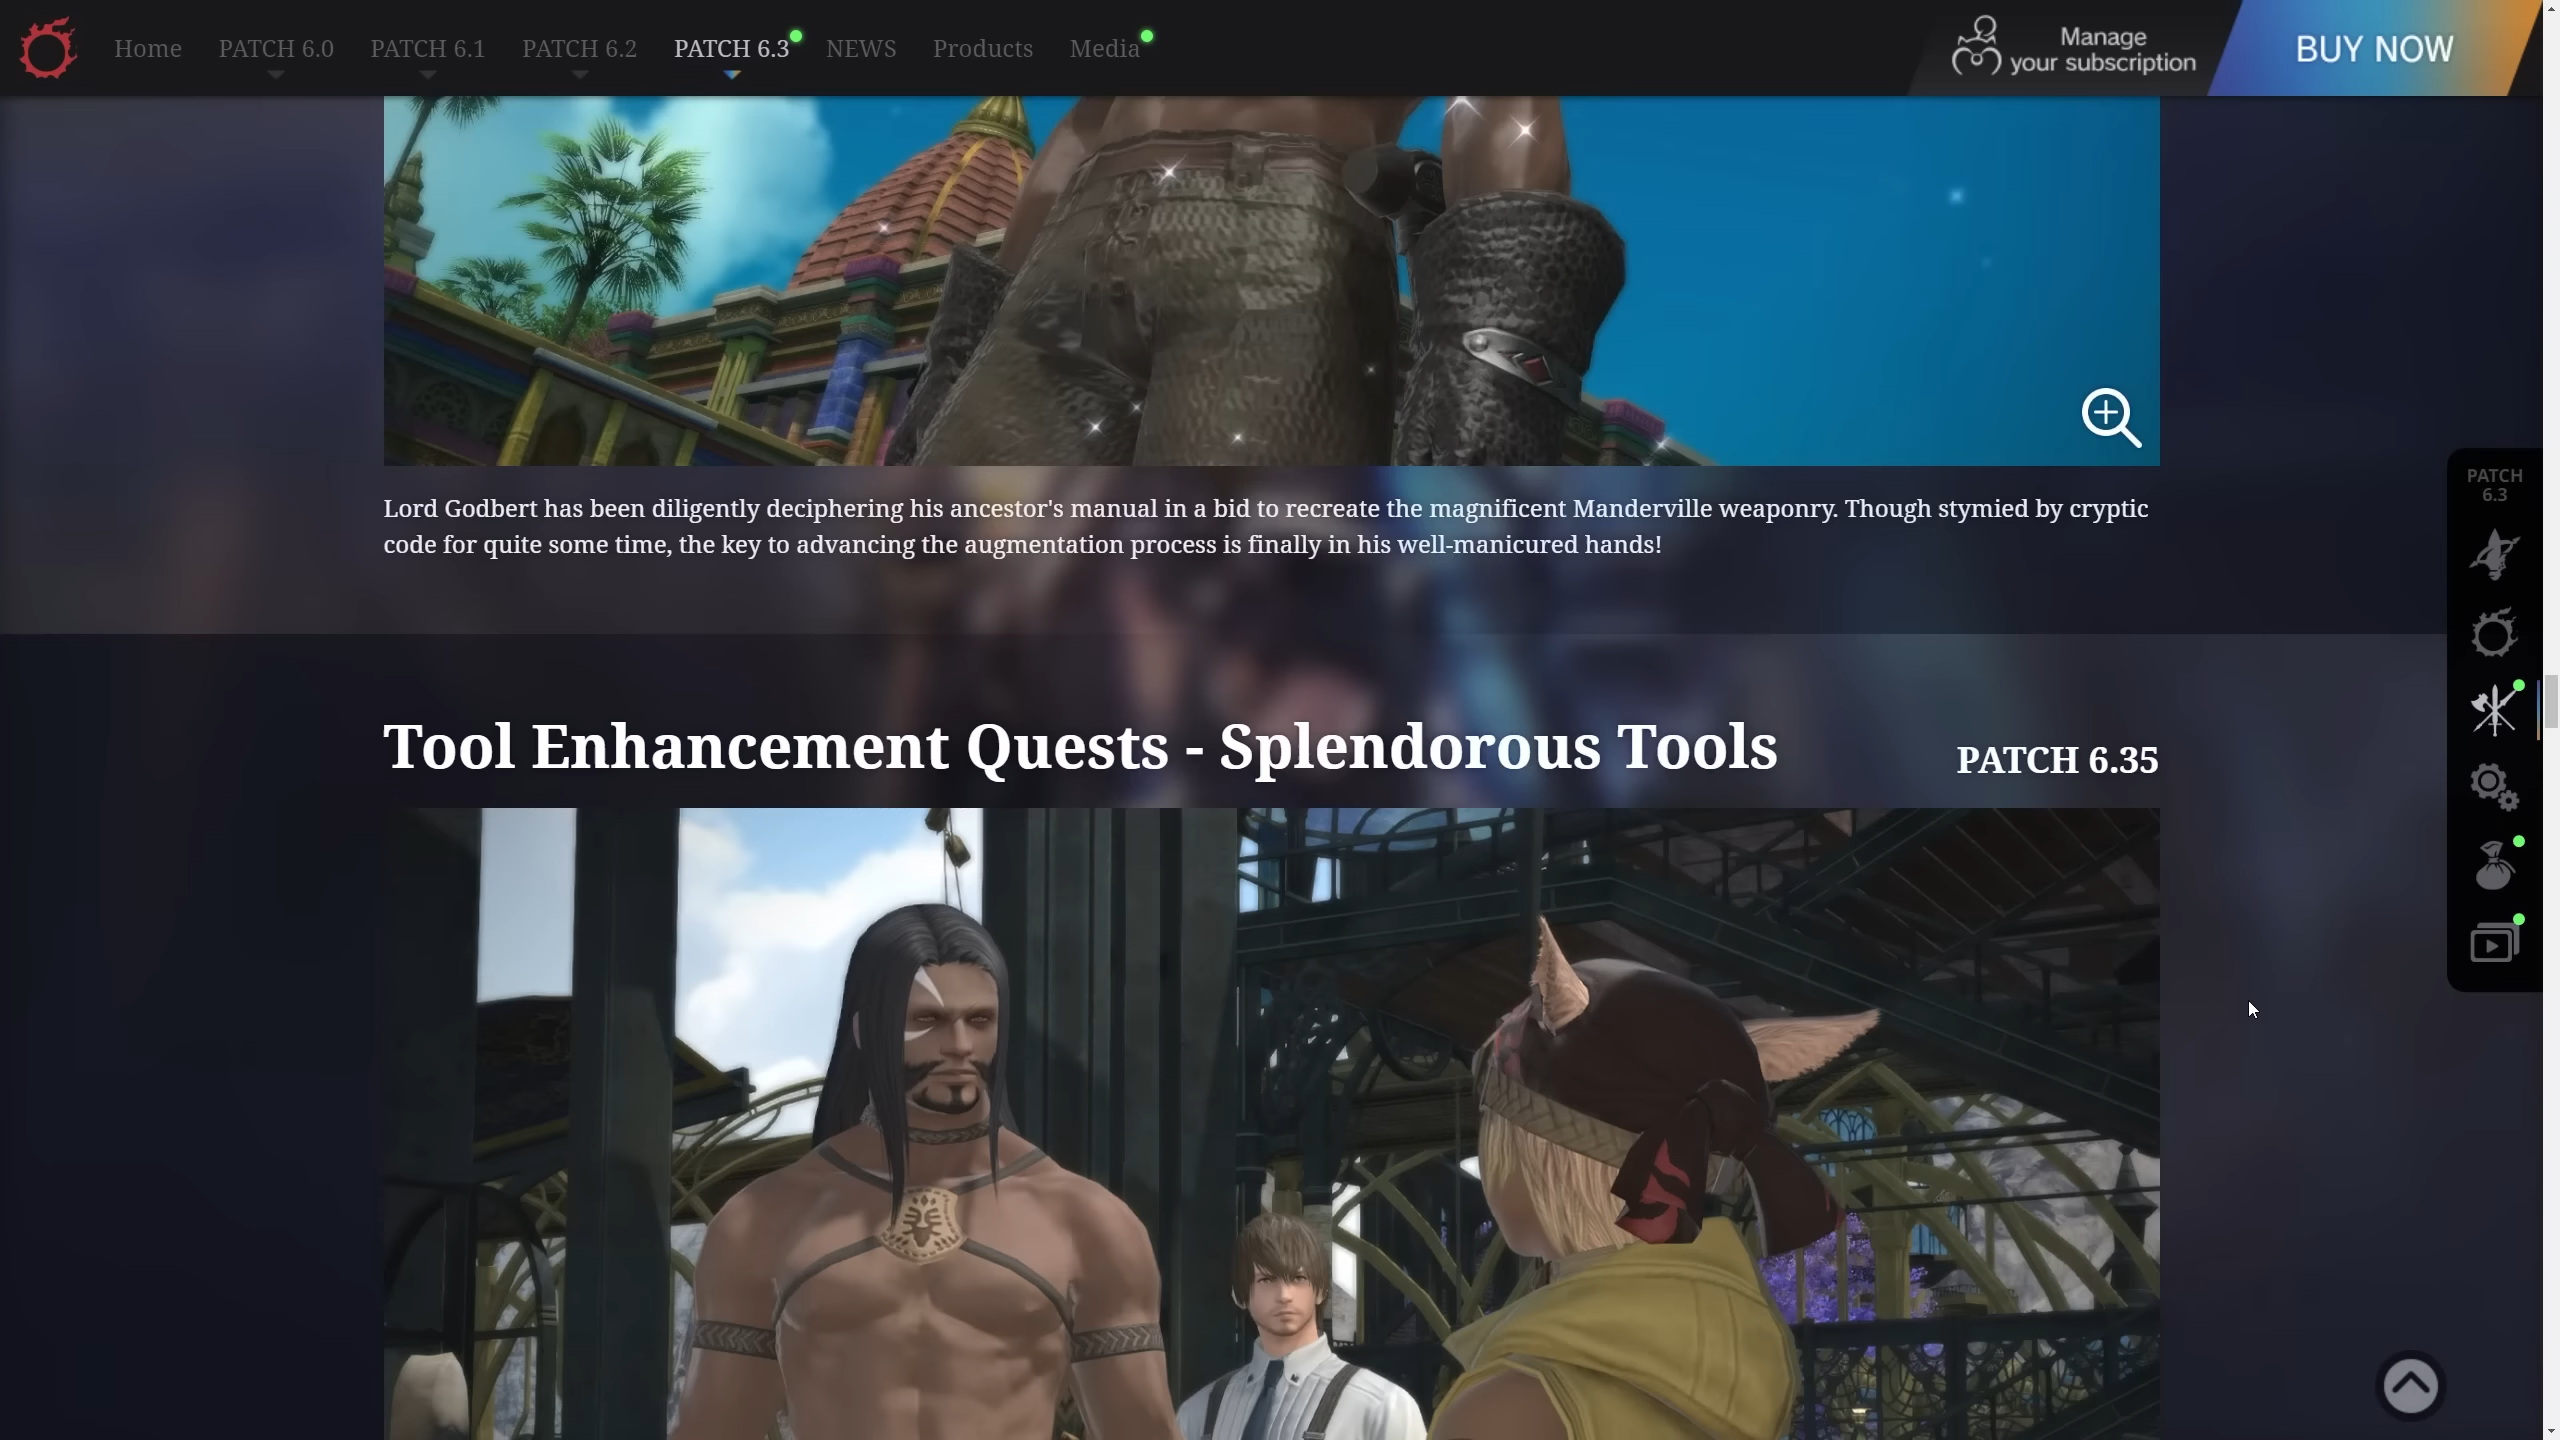 Home PATCH 6.0 PATCH 6.1 PATCH 6.2 PATCH 6.3 NEWS Products Media
Manage
your subscription
BUY NOW
Lord Godbert has been diligently deciphering his ancestor's manual in a bid to recreate the magnificent Manderville weaponry. Though stymied by cryptic
code for quite some time, the key to advancing the augmentation process is finally in his well-manicured hands!
PATCH
6.3
Tool Enhancement Quests - Splendorous Tools
PATCH 6.35